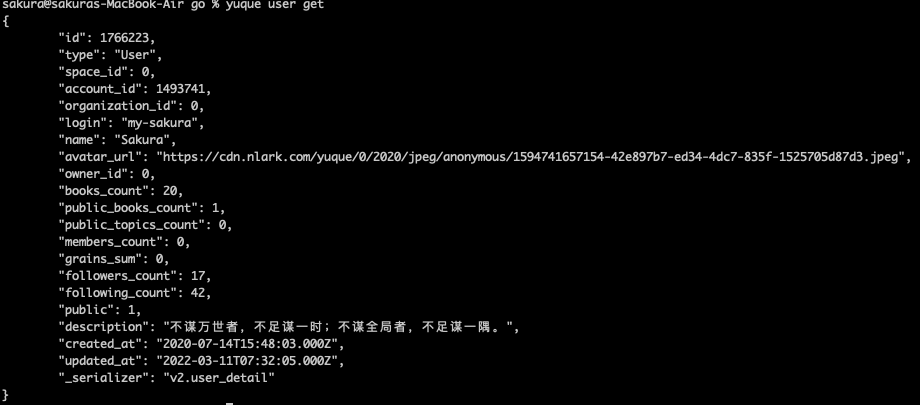 sakura@sakuras-MacBook-Air go % yuque user get
{
"id": 1766223,
"type": "User",
"space_id": 0,
"account_id": 1493741,
"organization_id": 0,
"login": "my-sakura",
"name": "Sakura",
"avatar_url": "https://cdn.nlark.com/yuque/0/2020/jpeg/anonymous/1594741657154-42e897b7-ed34-4dc7-835f-1525705d87d3.jpeg",
"owner_id": 0,
"books_count": 20,
"public_books_count": 1,
"public_topics_count": 0,
"members_count": 0,
"grains_sum": 0,
"followers_count": 17,
"following_count": 42,
"public": 1,
"description": "不谋万世者，不足谋一时；不谋全局者，不足谋一隅。",
"created_at": "2020-07-14T15:48:03.000Z",
"updated_at": "2022-03-11T07:32:05.000Z",
"_serializer": "v2.user_detail"
}